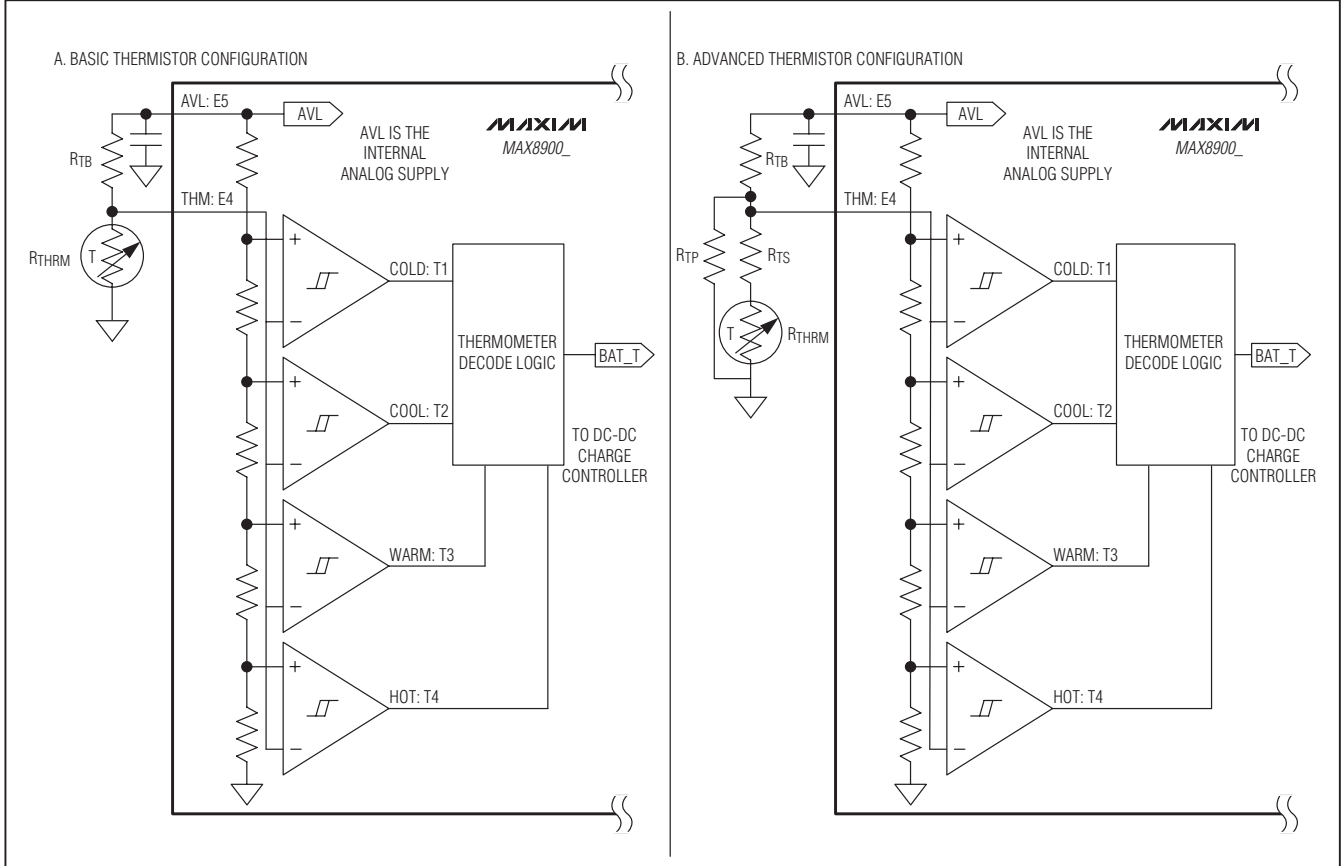 A. BASIC THERMISTOR CONFIGURATION
AVL: E5
AVL
RTB
AVL IS THE
INTERNAL
ANALOG SUPPLY
MAXIM
MAX8900_
THM: E4
RTHRM
T
+
−
COLD: T1
+
−
COOL: T2
+
−
WARM: T3
+
−
HOT: T4
THERMOMETER
DECODE LOGIC
BAT_T
TO DC-DC
CHARGE
CONTROLLER
B. ADVANCED THERMISTOR CONFIGURATION
AVL: E5
AVL
RTB
AVL IS THE
INTERNAL
ANALOG SUPPLY
MAXIM
MAX8900_
THM: E4
RTP
RTS
T
RTHRM
+
−
COLD: T1
+
−
COOL: T2
+
−
WARM: T3
+
−
HOT: T4
THERMOMETER
DECODE LOGIC
BAT_T
TO DC-DC
CHARGE
CONTROLLER